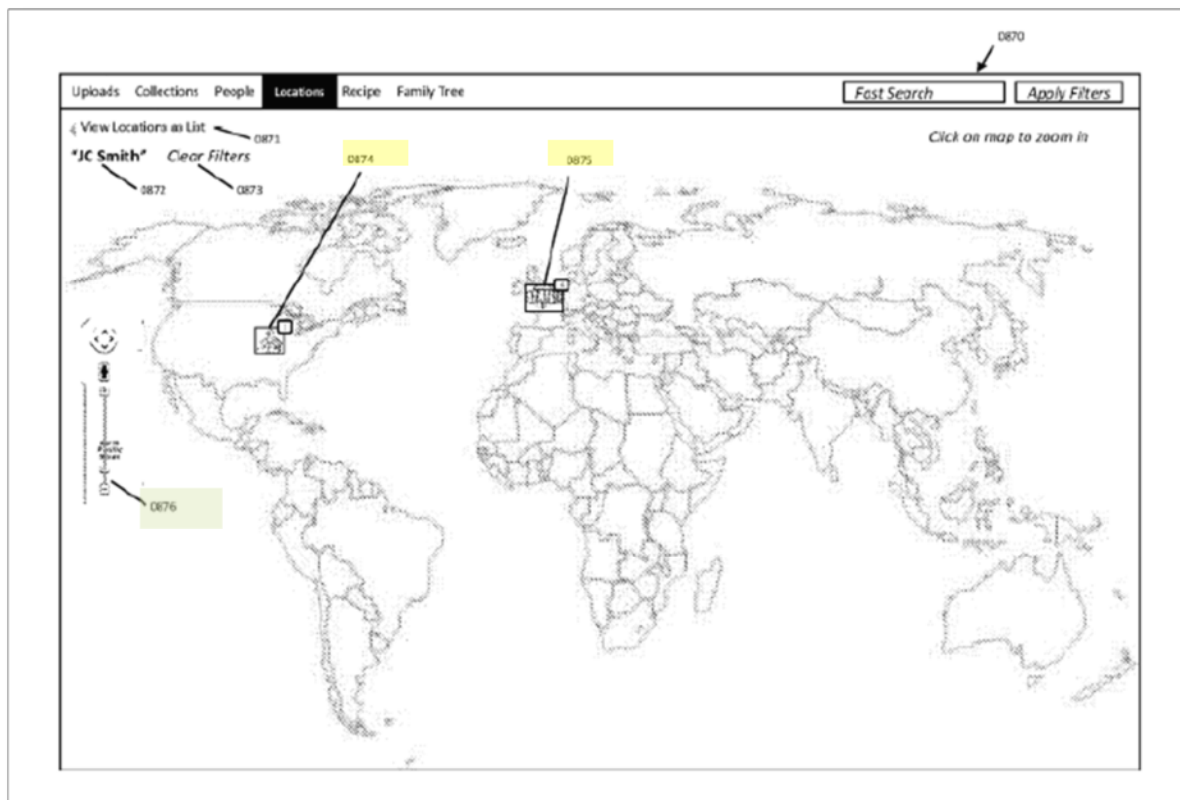 0870
Uploads Collections People Locations Recipe Family Tree Fast Search Apply Filters
View Locations as List 0871 Click on map to zoom in
"JC Smith" Clear Filters 0874 0875
0872 0873
0876